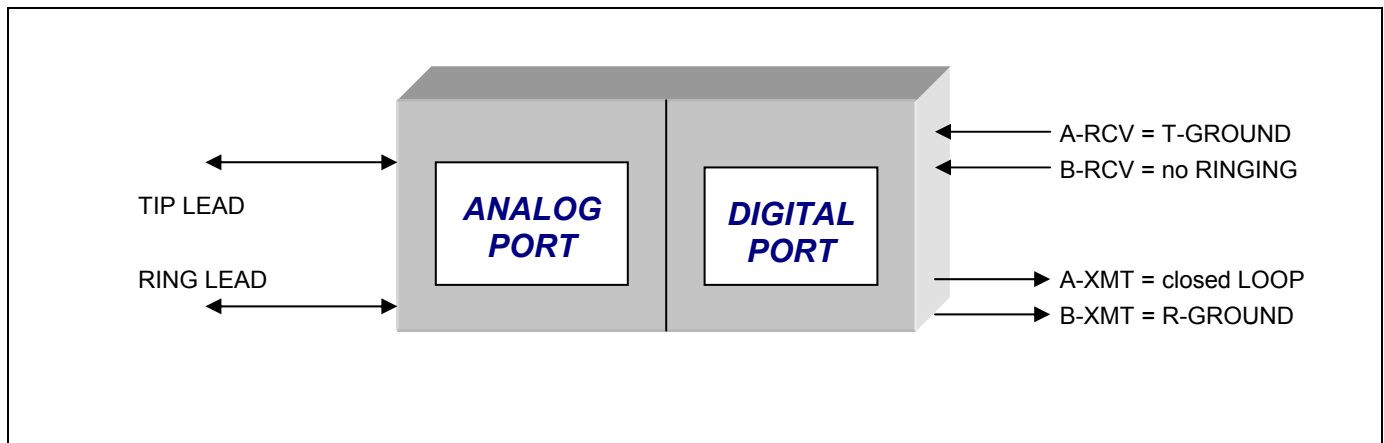 TIP LEAD
RING LEAD
ANALOG
PORT
DIGITAL
PORT
A-RCV = T-GROUND
B-RCV = no RINGING
A-XMT = closed LOOP
B-XMT = R-GROUND